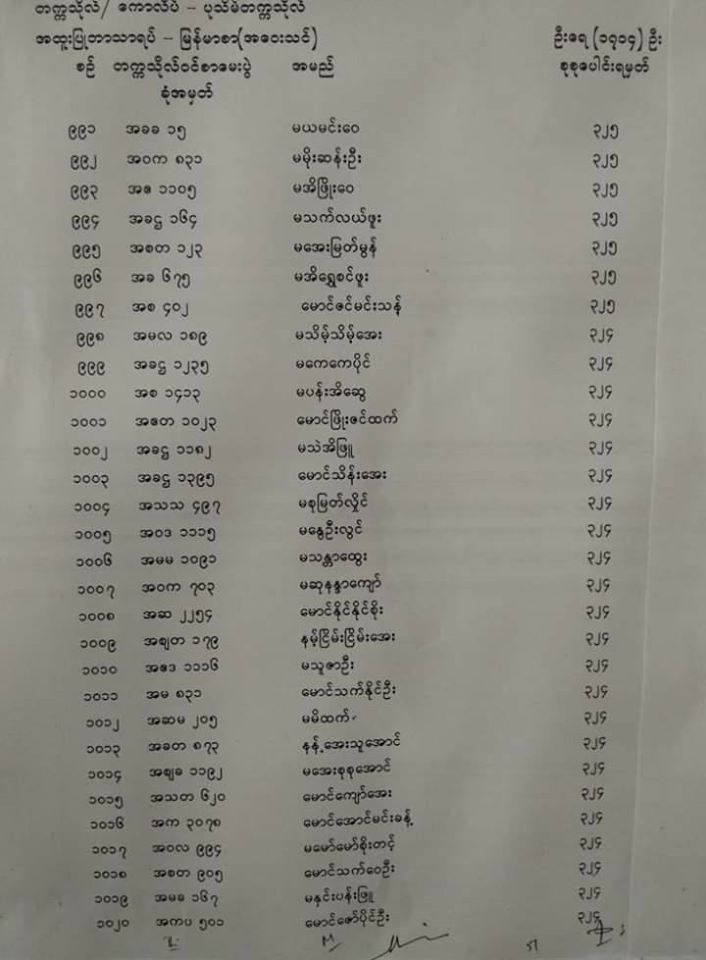 တက္ကသိုလ်/ ကောလိပ် – ပုသိမ်တက္ကသိုလ်
အထူးပြုဘာသာရပ် – မြန်မာစာ(အဝေးသင်) ဦးရေ (၁၇၁၄) ဦး
စဉ် တက္ကသိုလ်ဝင်စာမေးပွဲ အမည် စုစုပေါင်းရမှတ်
ခုံအမှတ်
၉၉၁ အခခ ၁၅ မယမင်းဝေ ၃၂၅
၉၉၂ အဝက ၈၃၁ မမိုးဆန်းဦး ၃၂၅
၉၉၃ အဇ ၁၁၀၅ မအိဖြိုးဝေ ၃၂၅
၉၉၄ အခဌ ၁၆၄ မသက်လယ်ဖူး ၃၂၅
၉၉၅ အစတ ၁၂၃ မအေးမြတ်မွန် ၃၂၅
၉၉၆ အခ ၆၇၅ မအိရွှေစင်ဖူး ၃၂၅
၉၉၇ အစ ၄၀၂ မောင်ဇင်မင်းသန့် ၃၂၅
၉၉၈ အမလ ၁၈၉ မသိမ့်သိမ့်အေး ၃၂၄
၉၉၉ အခဌ ၁၂၃၅ မကေကေပိုင် ၃၂၄
၁၀၀၀ အစ ၁၄၁၃ မပန်းအိဆွေ ၃၂၄
၁၀၀၁ အဇတ ၁၀၂၃ မောင်ဖြိုးဇင်ထက် ၃၂၄
၁၀၀၂ အခဌ ၁၁၈၂ မသဲအိဖြူ ၃၂၄
၁၀၀၃ အခဌ ၁၃၉၅ မောင်သိန်းအေး ၃၂၄
၁၀၀၄ အသသ ၄၉၇ မစုမြတ်လှိုင် ၃၂၄
၁၀၀၅ အဝဒ ၁၁၁၅ မနွေဦးလွင် ၃၂၄
၁၀၀၆ အမမ ၁၀၉၁ မသန္တာထွေး ၃၂၄
၁၀၀၇ အဝက ၇၀၃ မဆုနန္ဒာကျော် ၃၂၄
၁၀၀၈ အဆ ၂၂၅၄ မောင်နိုင်နိုင်စိုး ၃၂၄
၁၀၀၉ အဈတ ၁၇၉ နမ့်ငြိမ်းငြိမ်းအေး ၃၂၄
၁၀၁၀ အဇဒ ၁၁၁၆ မသူဇာဦး ၃၂၄
၁၀၁၁ အမ ၈၃၁ မောင်သက်နိုင်ဦး ၃၂၄
၁၀၁၂ အဆမ ၂၀၅ မမိထက် ၃၂၄
၁၀၁၃ အခတ ၈၇၃ နန့်အေးသူအောင် ၃၂၄
၁၀၁၄ အဈခ ၁၁၉၂ မအေးစုစုအောင် ၃၂၄
၁၀၁၅ အသတ ၆၂၀ မောင်ကျော်အေး ၃၂၄
၁၀၁၆ အက ၃၀၇၈ မောင်အောင်မင်းခန့် ၃၂၄
၁၀၁၇ အဝလ ၉၉၄ မမော်မော်စိုးတင့် ၃၂၄
၁၀၁၈ အစတ ၉၀၅ မောင်သက်ဝေဦး ၃၂၄
၁၀၁၉ အမခ ၁၆၇ မနှင်းပန်းဖြူ ၃၂၄
၁၀၂၀ အကပ ၅၀၁ မောင်ဇော်ပိုင်ဦး ၃၂၄